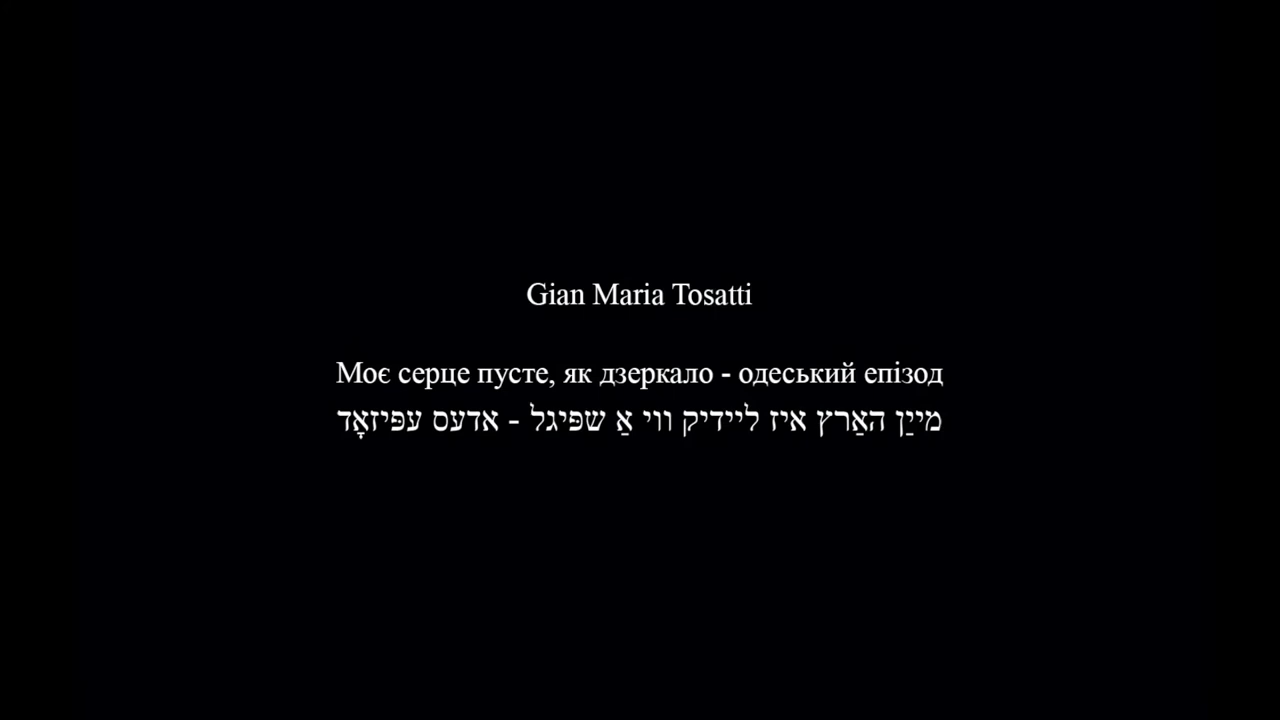 Gian Maria Tosatti
Моє серце пусте, як дзеркало - одеський епізод
מייַן האַרץ איז ליידיק ווי אַ שפּיגל - אדעס עפּיזאָד